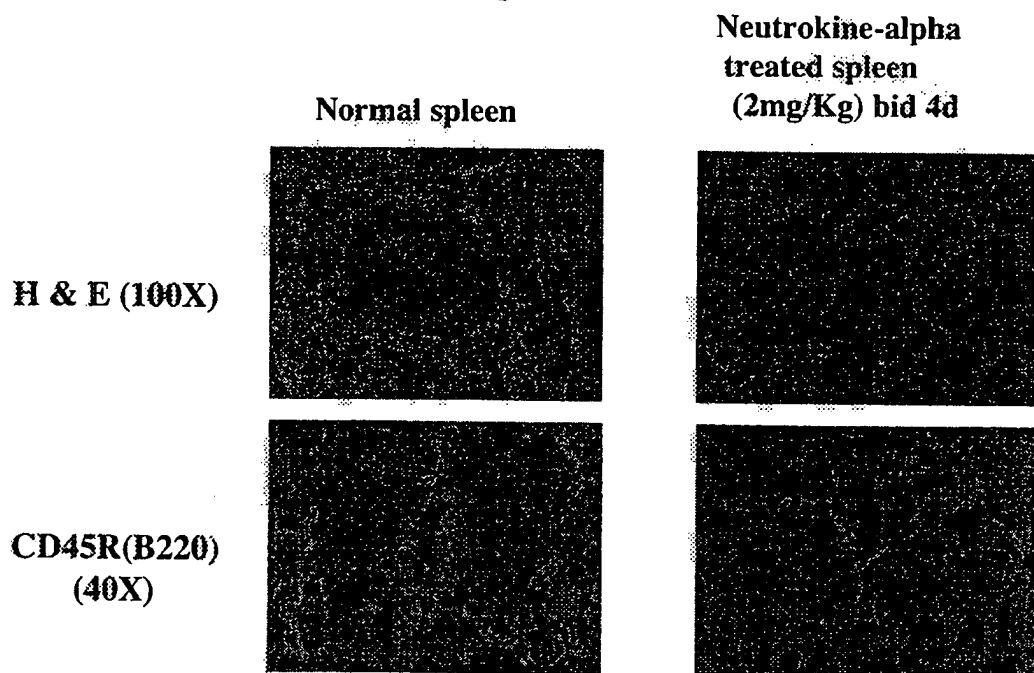 Normal spleen
Neutrokine-alpha
treated spleen
(2mg/Kg) bid 4d
H & E (100X)
CD45R(B220)
(40X)